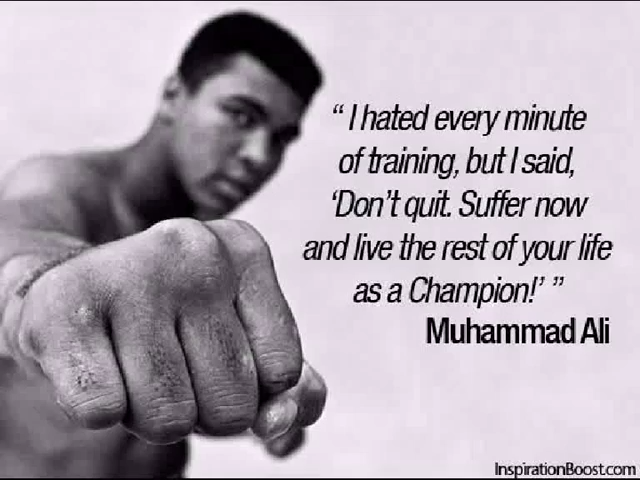 “ I hated every minute
of training, but I said,
‘Don’t quit. Suffer now
and live the rest of your life
as a Champion!’ ”
Muhammad Ali
InspirationBoost.com